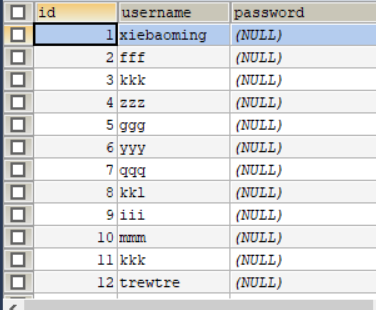 id username password
1 xiebaoming (NULL)
2 fff (NULL)
3 kkk (NULL)
4 zzz (NULL)
5 ggg (NULL)
6 yyy (NULL)
7 qqq (NULL)
8 kkl (NULL)
9 iii (NULL)
10 mmm (NULL)
11 kkk (NULL)
12 trewtre (NULL)